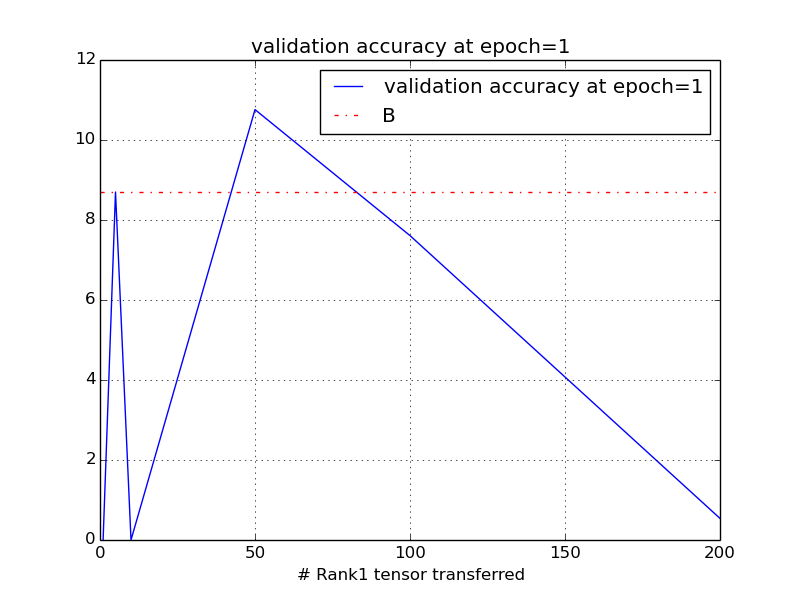 validation accuracy at epoch=1
validation accuracy at epoch=1
B
12
10
8
6
4
2
0
0 50 100 150 200
# Rank1 tensor transferred